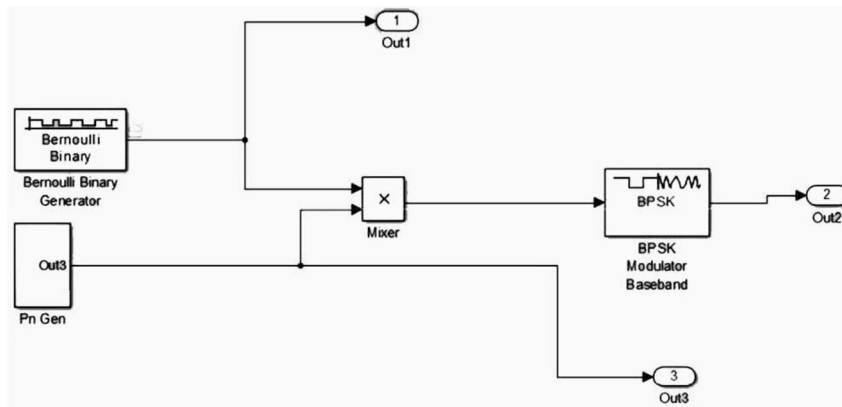 1
Out1
Bernoulli
Binary
Bernoulli Binary
Generator
×
Mixer
BPSK
BPSK
Modulator
Baseband
2
Out2
Out3
Pn Gen
3
Out3